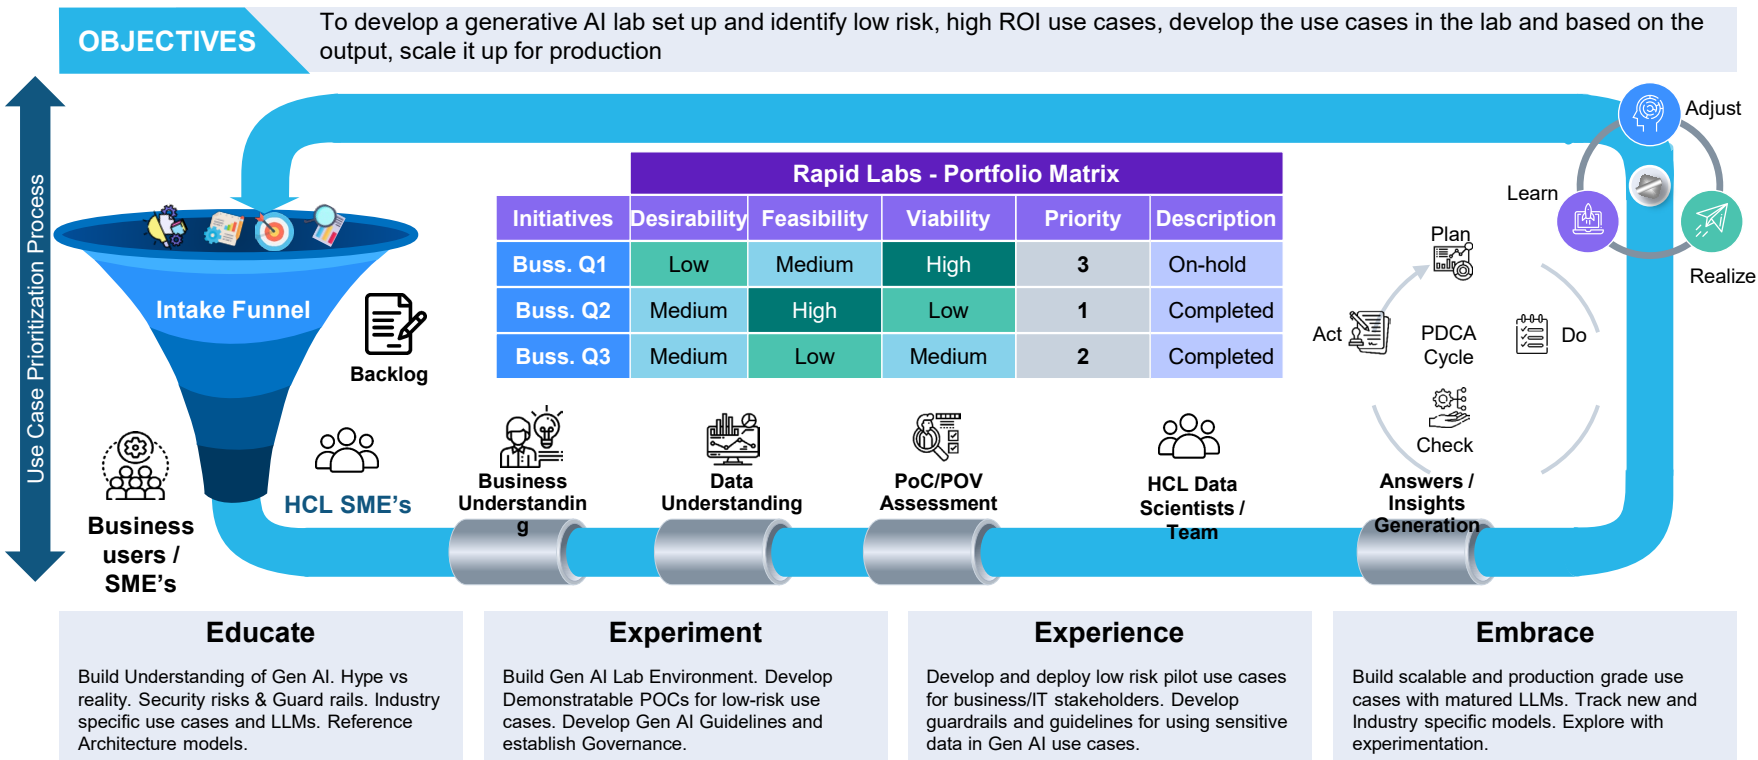 OBJECTIVES
To develop a generative AI lab set up and identify low risk, high ROI use cases, develop the use cases in the lab and based on the
output, scale it up for production
Use Case Prioritization Process
Adjust
Learn
Realize
Rapid Labs - Portfolio Matrix
Initiatives Desirability Feasibility Viability Priority Description
Buss. Q1 Low Medium High 3 On-hold
Buss. Q2 Medium High Low 1 Completed
Buss. Q3 Medium Low Medium 2 Completed
Intake Funnel
Backlog
Plan
Act
PDCA
Cycle
Do
Check
Business
users /
SME's
HCL SME's
Business
Understandin
g
Data
Understanding
PoC/POV
Assessment
HCL Data
Scientists /
Team
Answers /
Insights
Generation
Educate
Build Understanding of Gen AI. Hype vs
reality. Security risks & Guard rails. Industry
specific use cases and LLMs. Reference
Architecture models.
Experiment
Build Gen AI Lab Environment. Develop
Demonstratable POCs for low-risk use
cases. Develop Gen AI Guidelines and
establish Governance.
Experience
Develop and deploy low risk pilot use cases
for business/IT stakeholders. Develop
guardrails and guidelines for using sensitive
data in Gen AI use cases.
Embrace
Build scalable and production grade use
cases with matured LLMs. Track new and
Industry specific models. Explore with
experimentation.